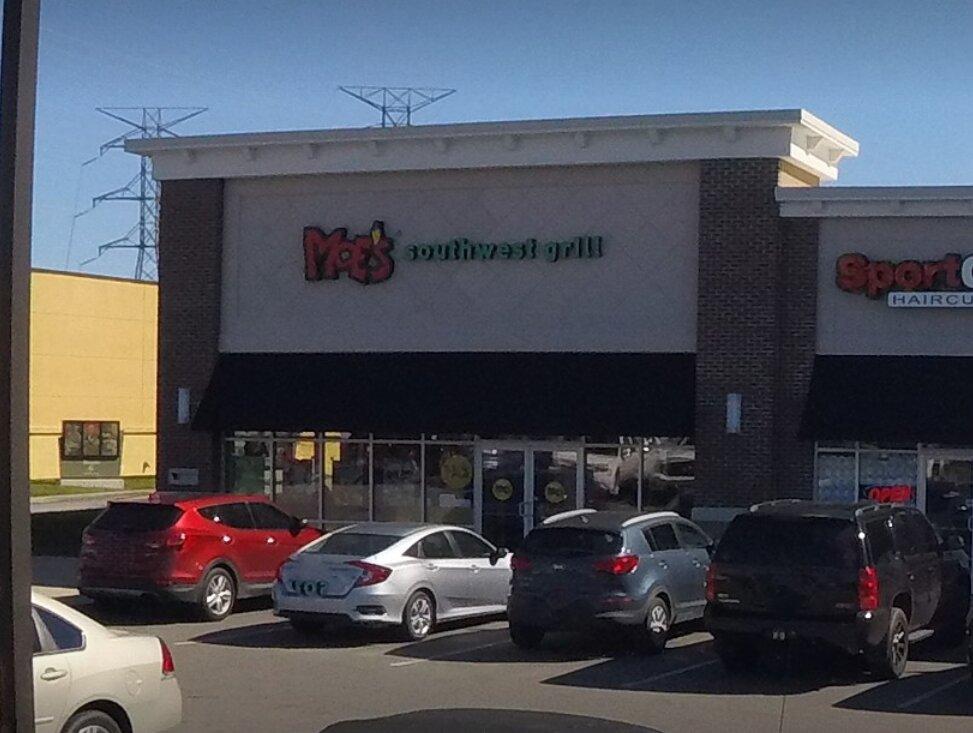 MOE'S southwest grill
Sport
HAIRCU
OPEN